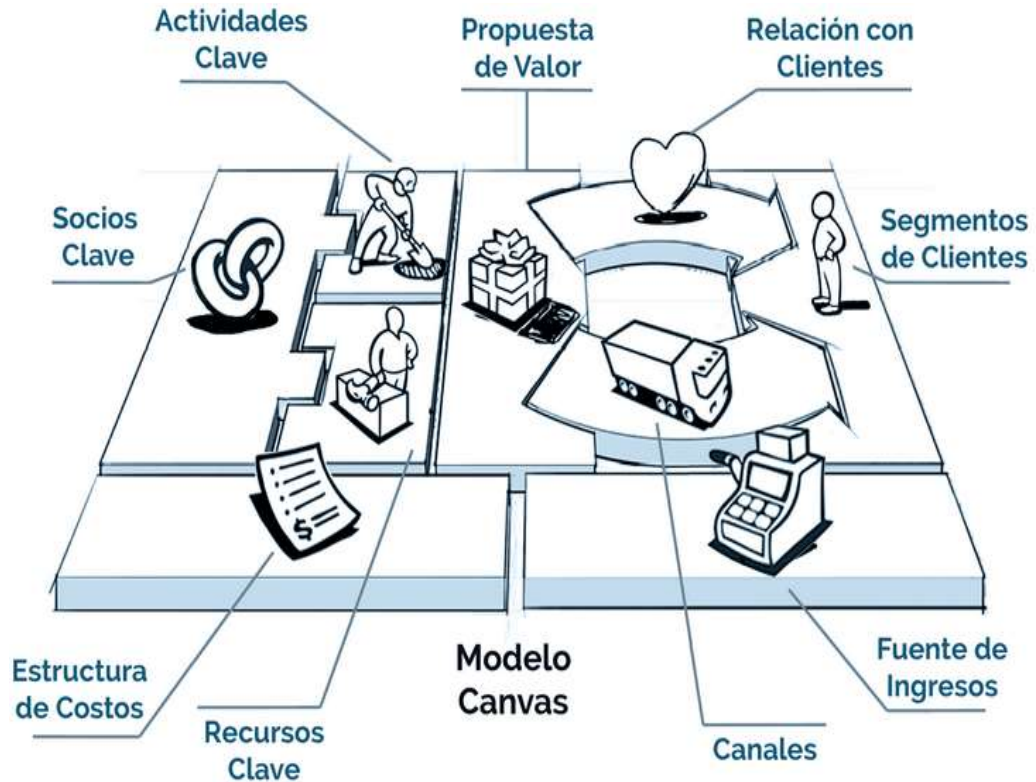 Actividades
Clave
Propuesta
de Valor
Relación con
Clientes
Socios
Clave
Segmentos
de Clientes
$
Estructura
de Costos
Recursos
Clave
Modelo
Canvas
Canales
Fuente de
Ingresos